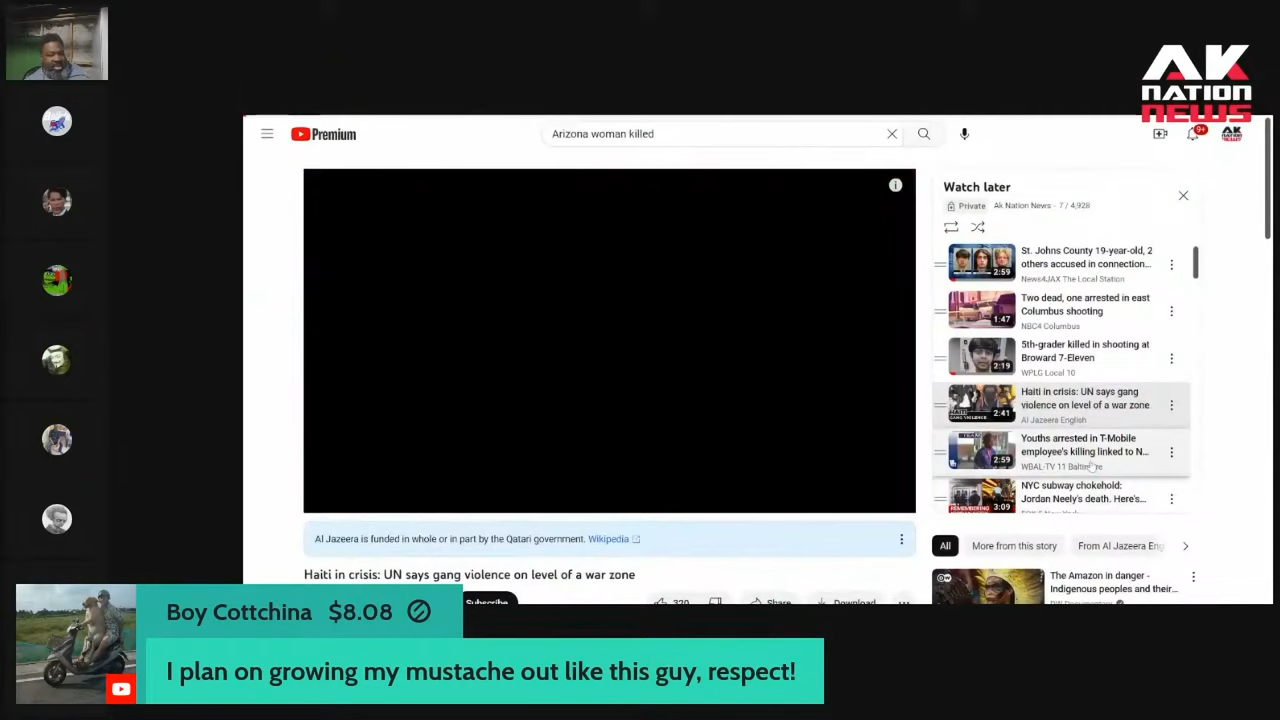 AK
NATION
NEWS
Premium
Arizona woman killed
9+
AK
Watch later
Private
Ak Nation News - 7 / 4,928
St. Johns County 19-year-old, 2
others accused in connection...
News4JAX The Local Station
2:59
Two dead, one arrested in east
Columbus shooting
NBC4 Columbus
1:47
5th-grader killed in shooting at
Broward 7-Eleven
WPLG Local 10
2:19
Haiti in crisis: UN says gang
violence on level of a war zone
Al Jazeera English
2:41
Youths arrested in T-Mobile
employee's killing linked to N...
WBAL-TV 11 Baltimore
2:59
NYC subway chokehold:
Jordan Neely's death. Here's...
3:09
REMEMBERING
Al Jazeera is funded in whole or in part by the Qatari government. Wikipedia
All
More from this story
From Al Jazeera Eng
Haiti in crisis: UN says gang violence on level of a war zone
The Amazon in danger -
Indigenous peoples and their...
DW Documentary
Subscribe
320
Share
Download
Boy Cottchina $8.08
I plan on growing my mustache out like this guy, respect!